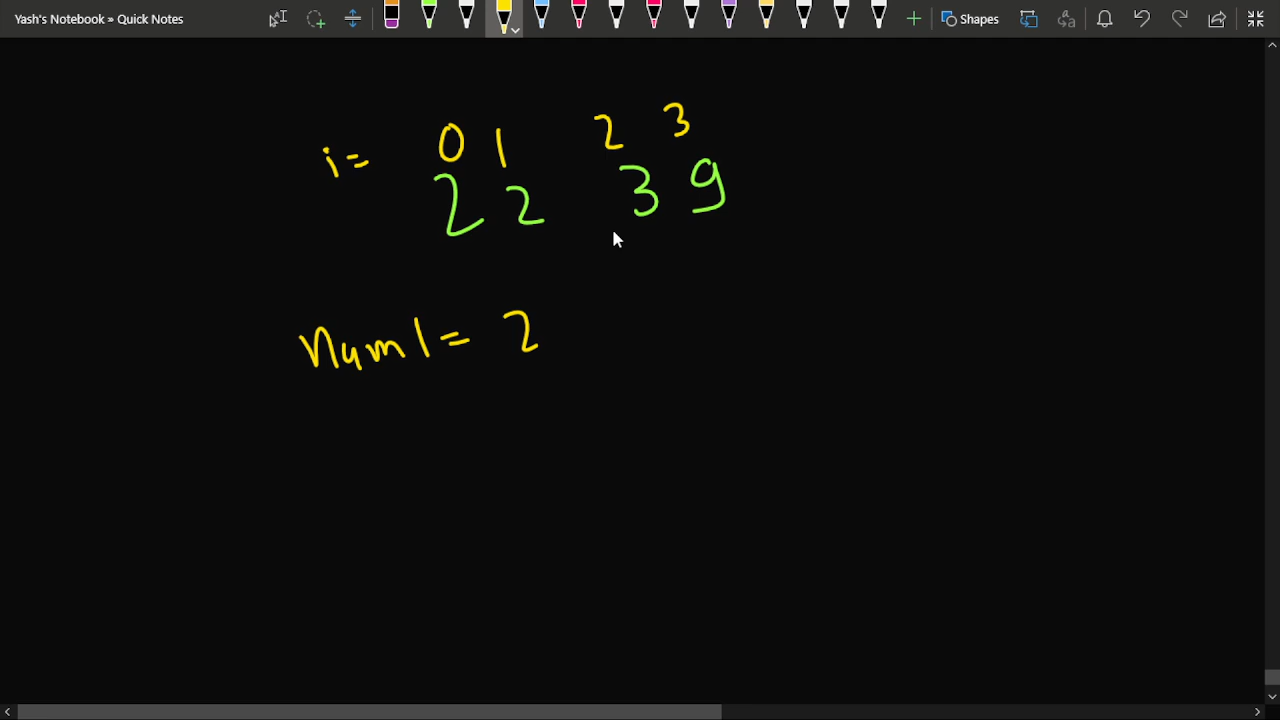 Yash's Notebook » Quick Notes
Shapes
i= 0 1 2 3
2 2 3 9
num1= 2